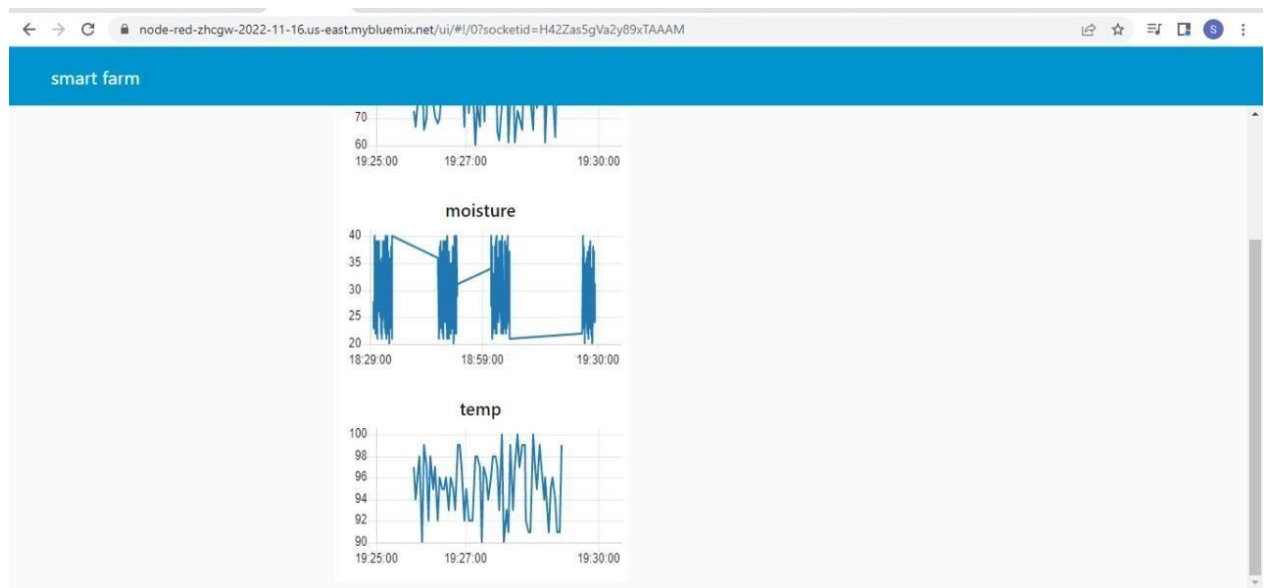 node-red-zhcgw-2022-11-16.us-east.mybluemix.net/ui/#!/0?socketid=H42Zas5gVa2y89xTAAAM
S
smart farm
70
60
19:25:00 19:27:00 19:30:00
moisture
40
35
30
25
20
18:29:00 18:59:00 19:30:00
temp
100
98
96
94
92
90
19:25:00 19:27:00 19:30:00